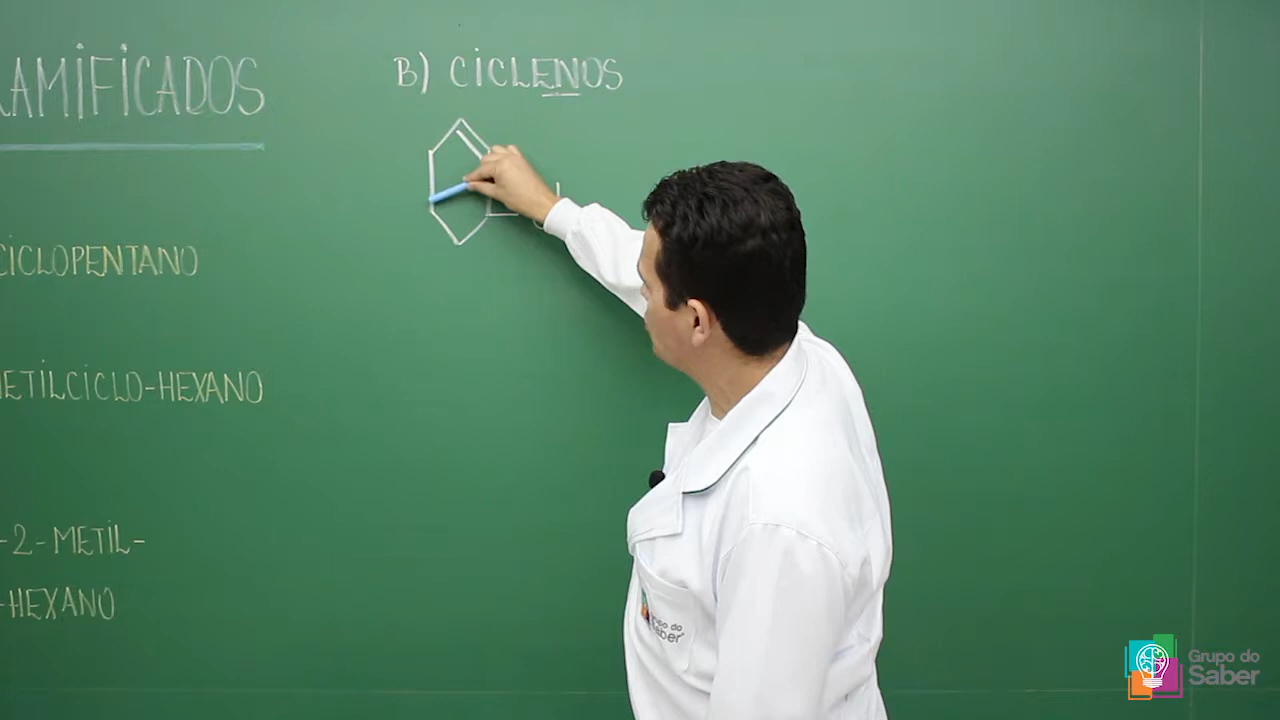 RAMIFICADOS
CICLOPENTANO
METILCICLO-HEXANO
-2-METIL-
-HEXANO
B) CICLENOS
Grupo do
Saber